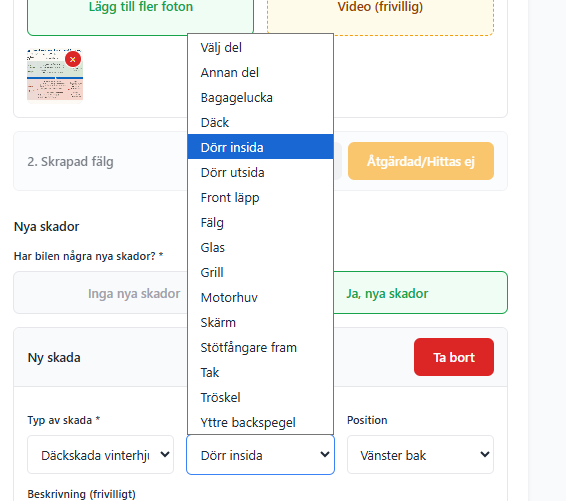 Lägg till fler foton
Video (frivillig)
×
2. Skrapad fälg
Åtgärdad/Hittas ej
Nya skador
Har bilen några nya skador? *
Inga nya skador
Ja, nya skador
Ny skada
Ta bort
Typ av skada *
Position
Däckskada vinterhju
Dörr insida
Vänster bak
Beskrivning (frivilligt)
Välj del
Annan del
Bagagelucka
Däck
Dörr insida
Dörr utsida
Front läpp
Fälg
Glas
Grill
Motorhuv
Skärm
Stötfångare fram
Tak
Tröskel
Yttre backspegel